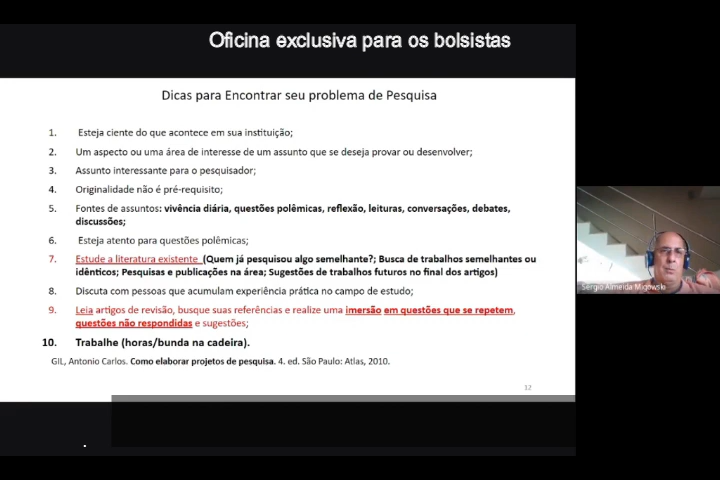 Oficina exclusiva para os bolsistas
Dicas para Encontrar seu problema de Pesquisa
1. Esteja ciente do que acontece em sua instituição;
2. Um aspecto ou uma área de interesse de um assunto que se deseja provar ou desenvolver;
3. Assunto interessante para o pesquisador;
4. Originalidade não é pré-requisito;
5. Fontes de assuntos: vivência diária, questões polêmicas, reflexão, leituras, conversações, debates,
discussões;
6. Esteja atento para questões polêmicas;
7. Estude a literatura existente (Quem já pesquisou algo semelhante?; Busca de trabalhos semelhantes ou
idênticos; Pesquisas e publicações na área; Sugestões de trabalhos futuros no final dos artigos)
8. Discuta com pessoas que acumulam experiência prática no campo de estudo;
9. Leia artigos de revisão, busque suas referências e realize uma imersão em questões que se repetem,
questões não respondidas e sugestões;
10. Trabalhe (horas/bunda na cadeira).
GIL, Antonio Carlos. Como elaborar projetos de pesquisa. 4. ed. São Paulo: Atlas, 2010.
12
Sérgio Almeida Migowski